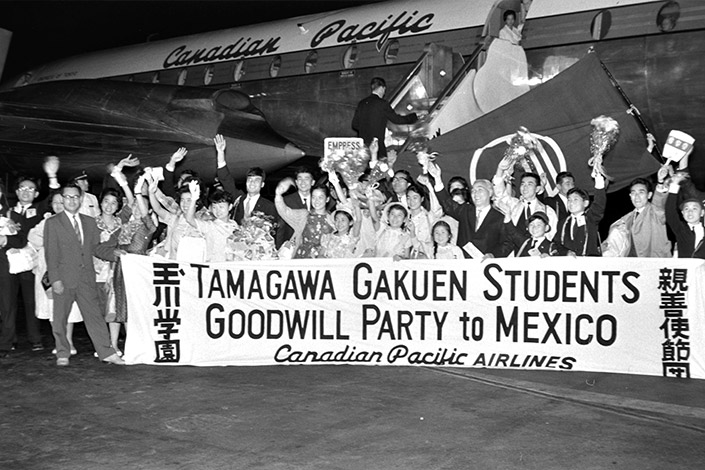 Canadian Pacific
EMPRESS
玉川学園
TAMAGAWA GAKUEN STUDENTS
GOODWILL PARTY to MEXICO
Canadian Pacific AIRLINES
親善使節団